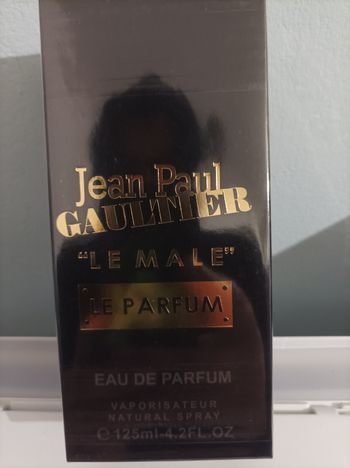 Jean Paul
GAULTIER
"LE MALE"
LE PARFUM
EAU DE PARFUM
VAPORISATEUR
NATURAL SPRAY
℮ 125ml-4.2FL.OZ